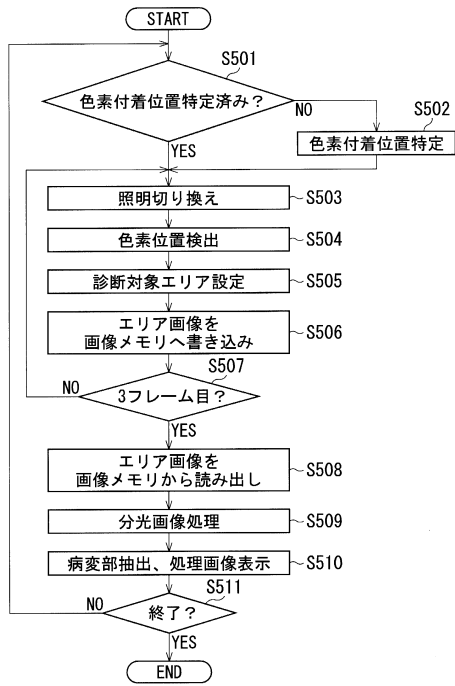 START
S501
色素付着位置特定済み?
NO
S502
色素付着位置特定
YES
照明切り換え
S503
色素位置検出
S504
診断対象エリア設定
S505
エリア画像を
画像メモリへ書き込み
S506
S507
3フレーム目?
NO
YES
エリア画像を
画像メモリから読み出し
S508
分光画像処理
S509
病変部抽出、処理画像表示
S510
S511
終了?
NO
YES
END